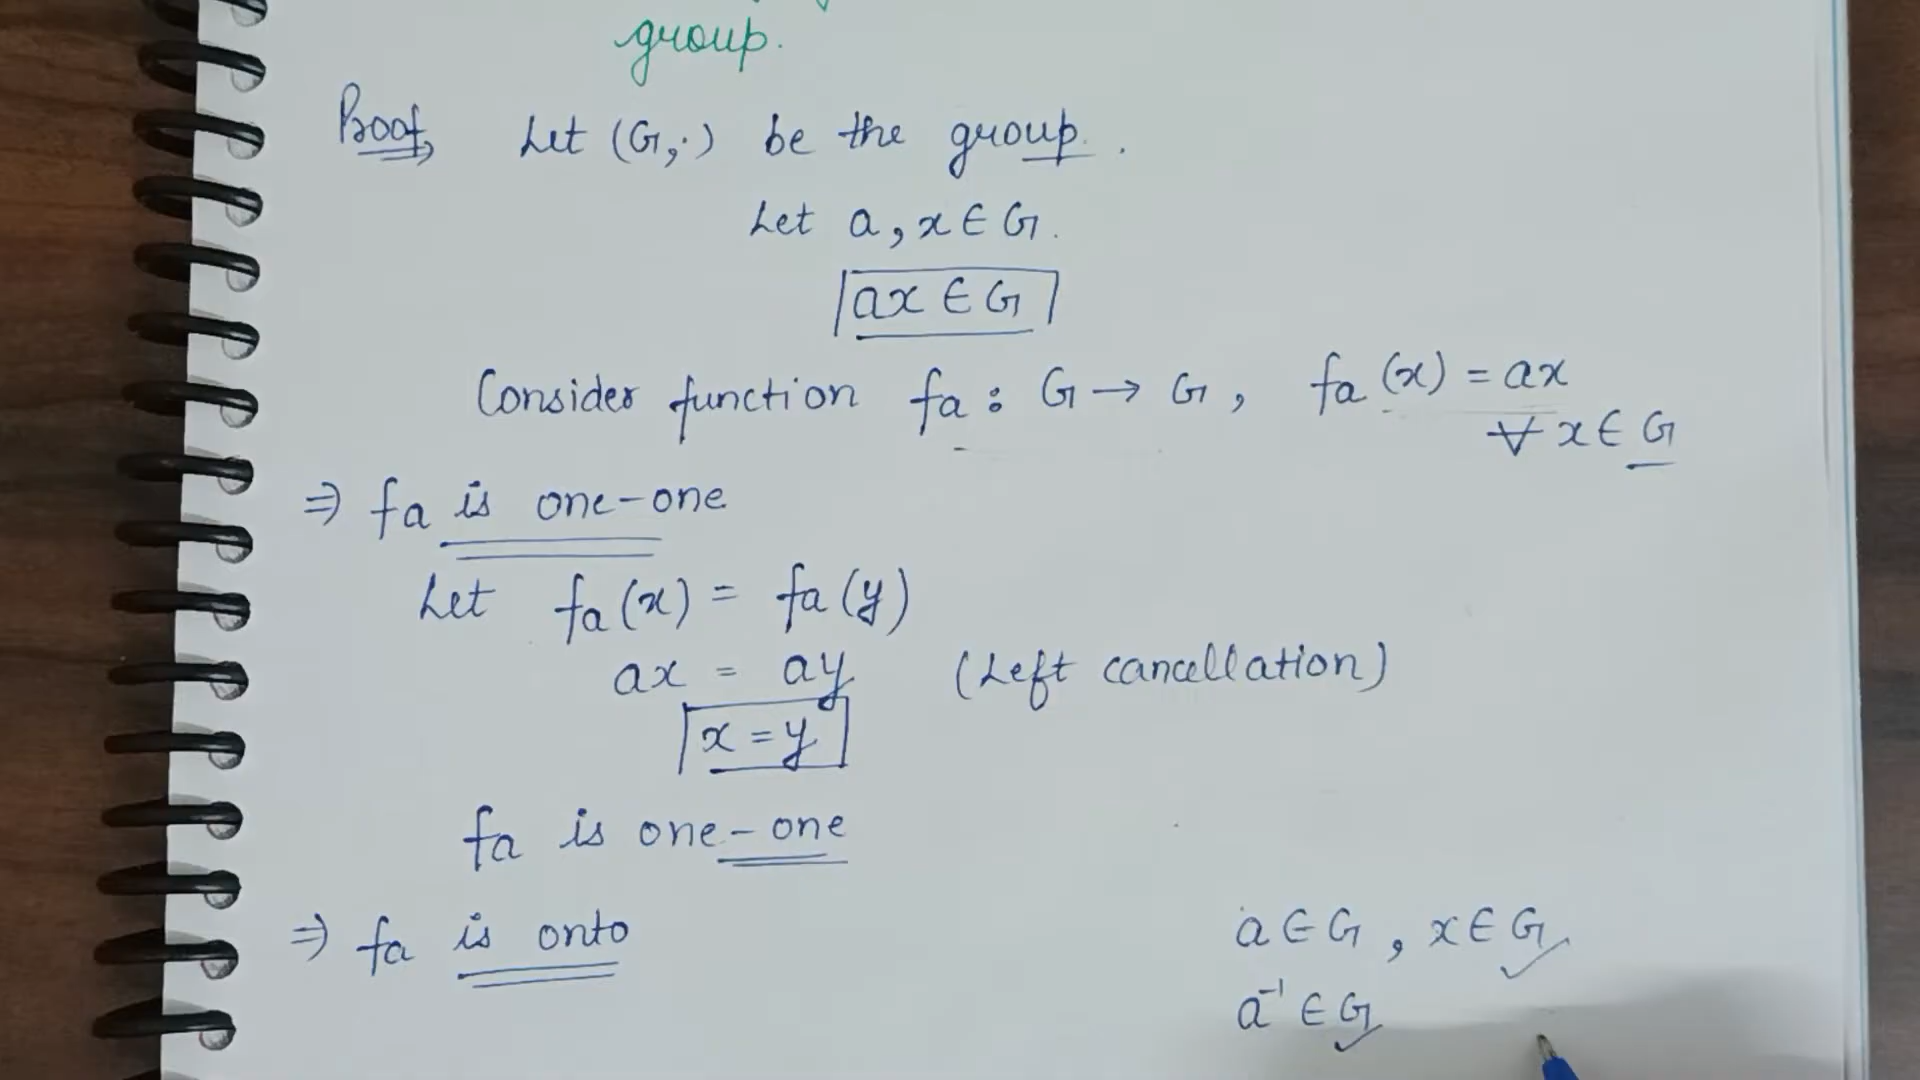 group.
Proof, Let (G,·) be the group.
Let a, x ∈ G.
ax ∈ G
Consider function fa : G → G, fa(x) = ax
∀ x ∈ G
⇒ fa is one-one
Let fa(x) = fa(y)
ax = ay (Left cancellation)
x = y
fa is one-one
⇒ fa is onto
a ∈ G, x ∈ G
a⁻¹ ∈ G